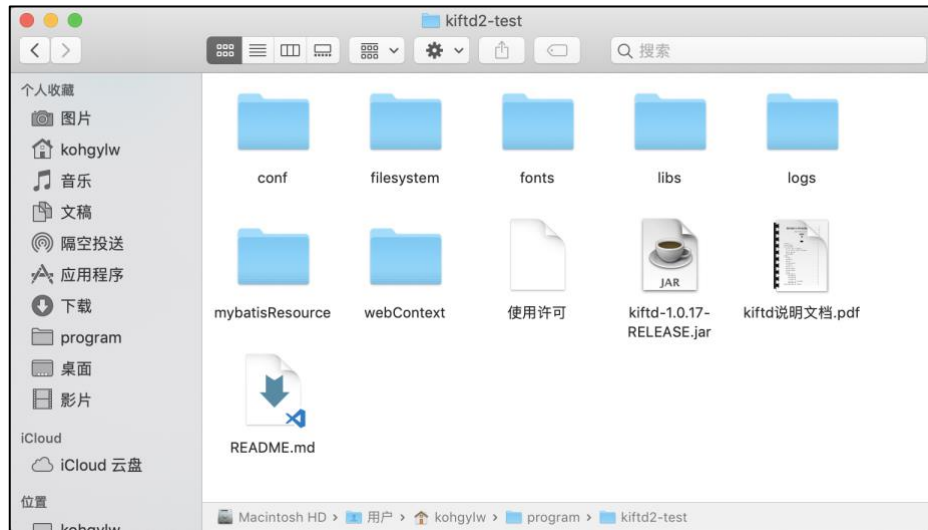 kiftd2-test
搜索
个人收藏
图片
kohgylw
音乐
文稿
隔空投送
应用程序
下载
program
桌面
影片
iCloud
iCloud 云盘
位置
kohgylw
conf
filesystem
fonts
libs
logs
mybatisResource
webContext
使用许可
JAR
kiftd-1.0.17-
RELEASE.jar
kiftd说明文档.pdf
README.md
Macintosh HD
用户
kohgylw
program
kiftd2-test